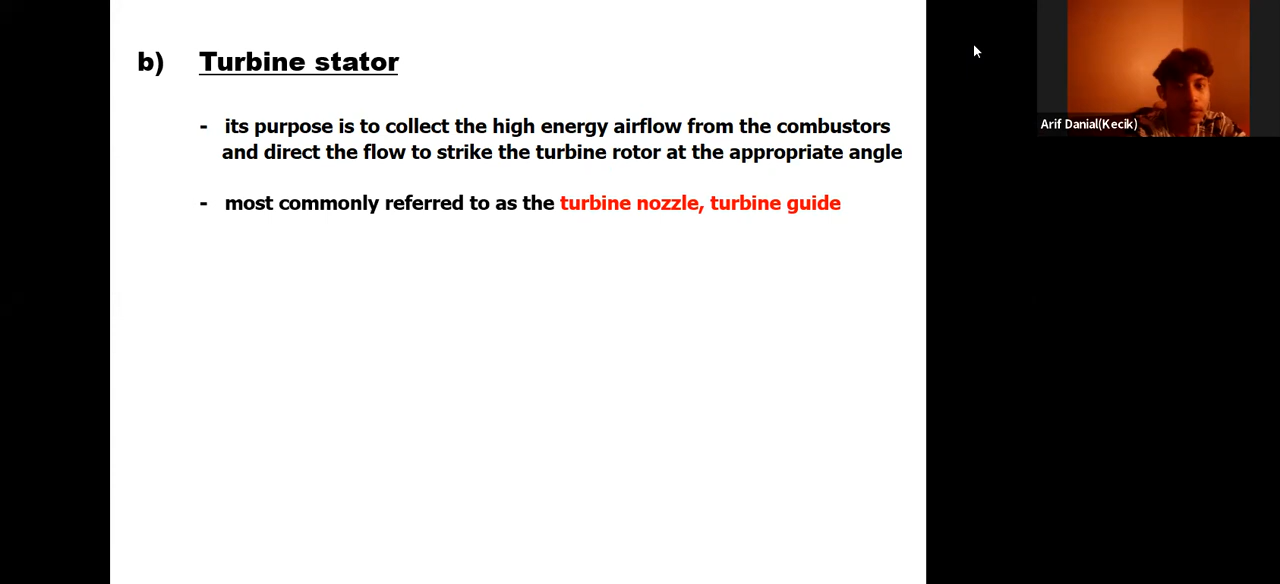 b) Turbine stator
- its purpose is to collect the high energy airflow from the combustors
and direct the flow to strike the turbine rotor at the appropriate angle
- most commonly referred to as the turbine nozzle, turbine guide
Arif Danial(Kecik)